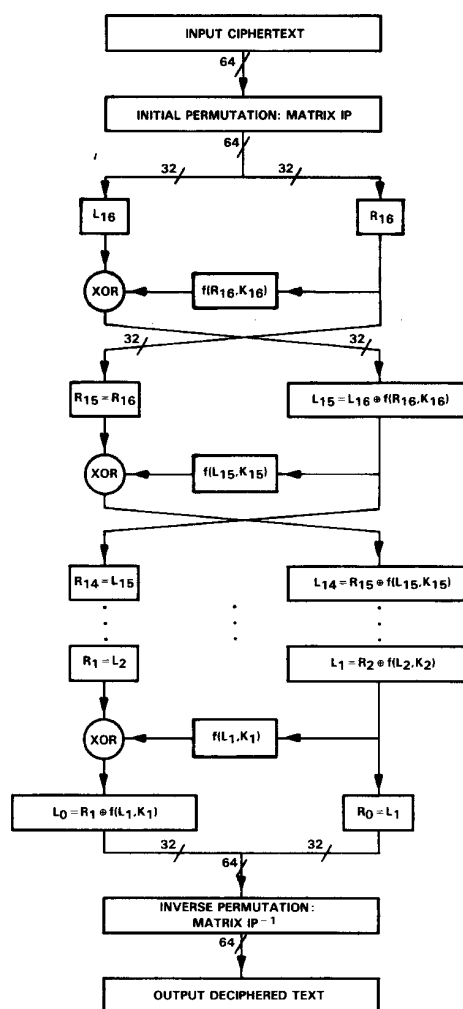 INPUT CIPHERTEXT
64
INITIAL PERMUTATION: MATRIX IP
64
32 32
L16 R16
XOR f(R16,K16)
32 32
R15 = R16 L15 = L16 ⊕ f(R16,K16)
XOR f(L15,K15)
R14 = L15 L14 = R15 ⊕ f(L15,K15)
R1 = L2 L1 = R2 ⊕ f(L2,K2)
XOR f(L1,K1)
L0 = R1 ⊕ f(L1,K1) R0 = L1
32 32
64
INVERSE PERMUTATION:
MATRIX IP-1
64
OUTPUT DECIPHERED TEXT